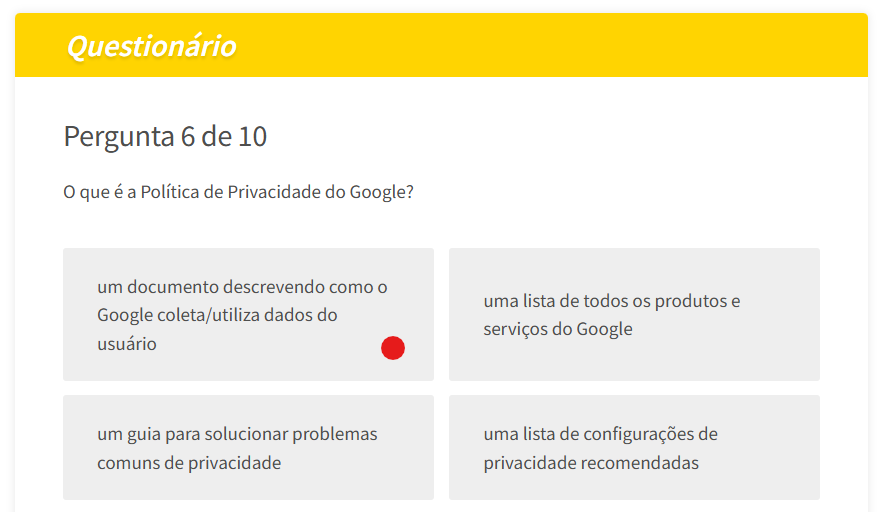 Questionário
Pergunta 6 de 10
O que é a Política de Privacidade do Google?
um documento descrevendo como o
Google coleta/utiliza dados do
usuário
uma lista de todos os produtos e
serviços do Google
um guia para solucionar problemas
comuns de privacidade
uma lista de configurações de
privacidade recomendadas